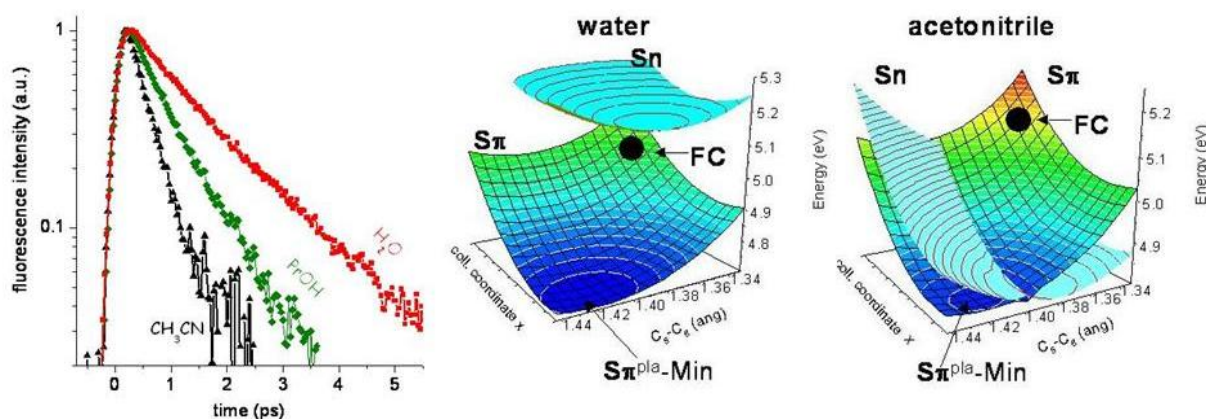 fluorescence intensity (a.u.)
1
0.1
H₂O
PrOH
CH₃CN
0 1 2 3 4 5
time (ps)
water
Sn
Sπ
FC
5.3
5.2
5.1
5.0
4.9
4.8
Energy (eV)
coll. coordinate x
1.44 1.42 1.40 1.38 1.36 1.34
C₅-C₆ (ang)
Sπᵖˡᵃ-Min
acetonitrile
Sn
Sπ
FC
5.2
5.1
5.0
4.9
Energy (eV)
coll. coordinate x
1.44 1.42 1.40 1.38 1.36 1.34
C₅-C₆ (ang)
Sπᵖˡᵃ-Min